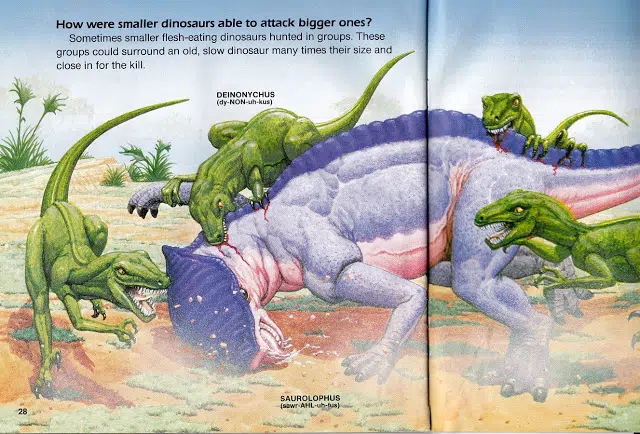 How were smaller dinosaurs able to attack bigger ones?
Sometimes smaller flesh-eating dinosaurs hunted in groups. These
groups could surround an old, slow dinosaur many times their size and
close in for the kill.
DEINONYCHUS
(dy-NON-uh-kus)
SAUROLOPHUS
(sawr-AHL-uh-fus)
28